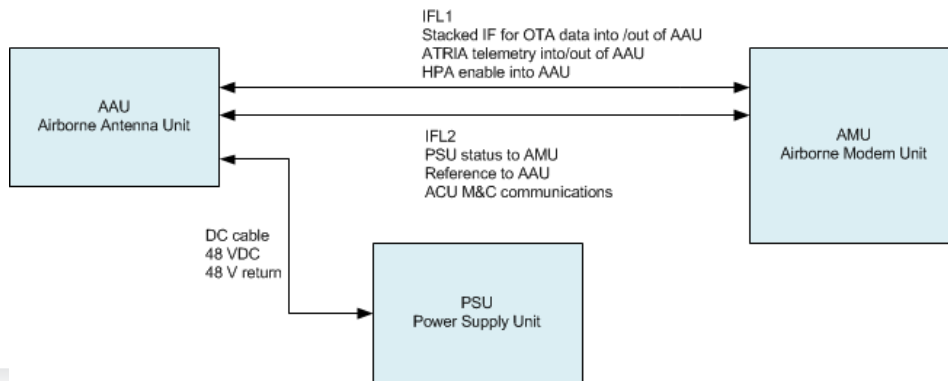 IFL1
Stacked IF for OTA data into /out of AAU
ATRIA telemetry into/out of AAU
HPA enable into AAU
AAU
Airborne Antenna Unit
AMU
Airborne Modem Unit
IFL2
PSU status to AMU
Reference to AAU
ACU M&C communications
DC cable
48 VDC
48 V return
PSU
Power Supply Unit